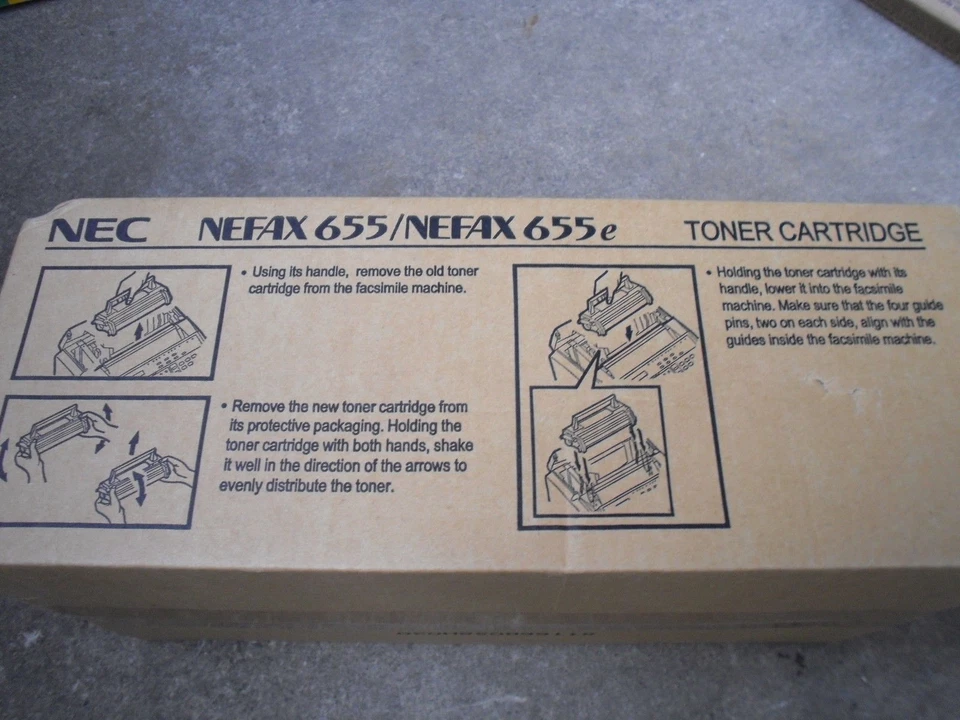 NEC NEFAX 655/NEFAX 655e TONER CARTRIDGE
• Using its handle, remove the old toner
cartridge from the facsimile machine.
• Remove the new toner cartridge from
its protective packaging. Holding the
toner cartridge with both hands, shake
it well in the direction of the arrows to
evenly distribute the toner.
• Holding the toner cartridge with its
handle, lower it into the facsimile
machine. Make sure that the four guide
pins, two on each side, align with the
guides inside the facsimile machine.